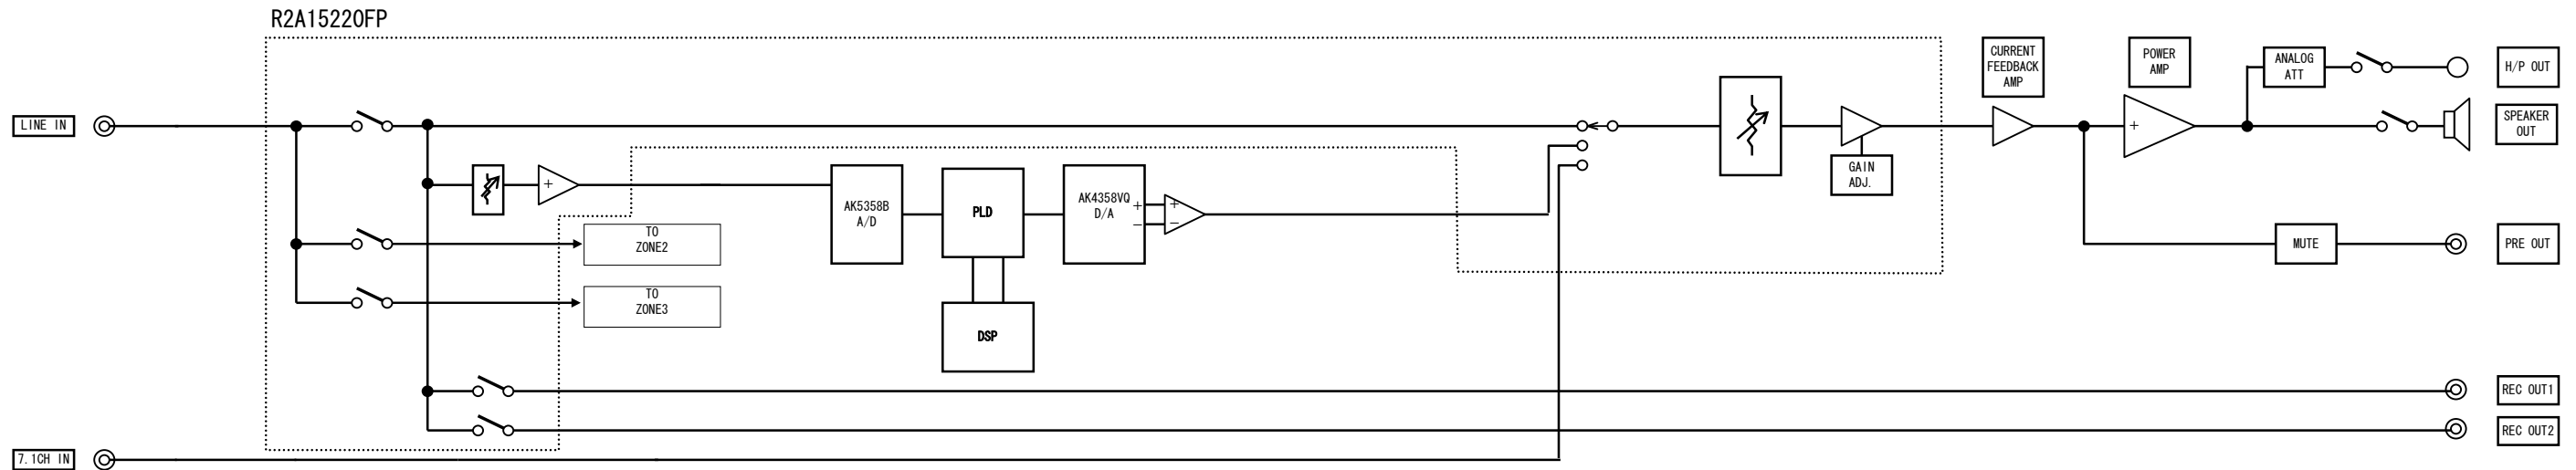 R2A15220FP
CURRENT
FEEDBACK
AMP
POWER
AMP
ANALOG
ATT
H/P OUT
LINE IN
+
SPEAKER
OUT
GAIN
ADJ.
+
AK5358B
A/D
PLD
AK4358VQ
D/A
+
−
+
−
TO
ZONE2
MUTE
PRE OUT
TO
ZONE3
DSP
REC OUT1
REC OUT2
7.1CH IN